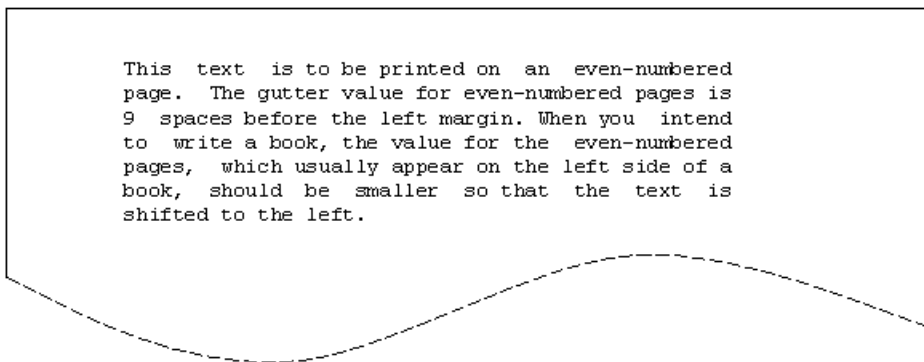 This  text  is to be printed on  an  even-numbered
page.  The gutter value for even-numbered pages is
9  spaces before the left margin. When you  intend
to  write a book, the value for the  even-numbered
pages,  which usually appear on the left side of a
book,  should  be  smaller  so that  the  text  is
shifted to the left.